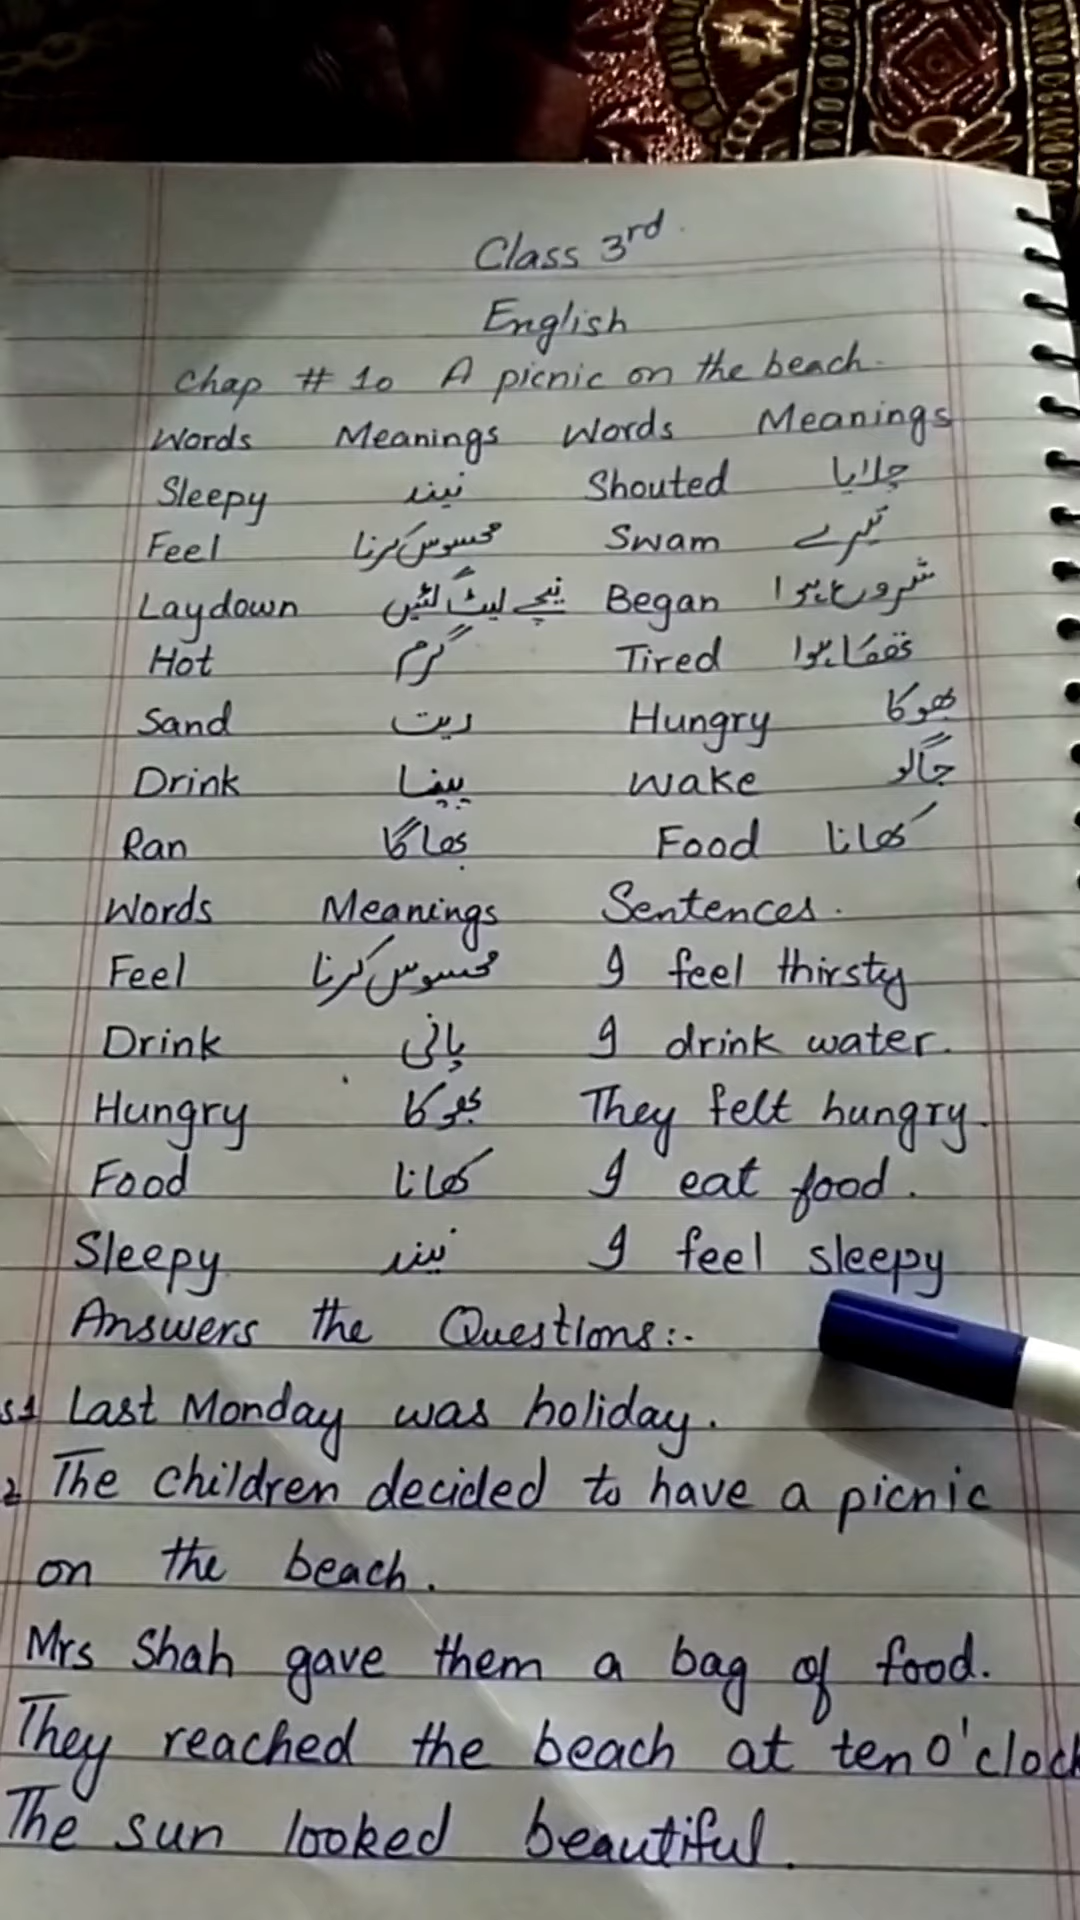 Class 3rd
English
Chap # 10 A picnic on the beach.
Words Meanings Words Meanings
Sleepy نیند Shouted چلایا
Feel محسوس کرنا Swam تیرے
Laydown نیچے لیٹ گئیں Began شروع ہوا
Hot گرم Tired تھکا ہوا
Sand ریت Hungry بھوکا
Drink پینا Wake جاگو
Ran بھاگا Food کھانا
Words Meanings Sentences.
Feel محسوس کرنا I feel thirsty
Drink پانی I drink water.
Hungry بھوکا They felt hungry.
Food کھانا I eat food.
Sleepy نیند I feel sleepy
Answers the Questions:-
s1 Last Monday was holiday.
2 The children decided to have a picnic
on the beach.
Mrs Shah gave them a bag of food.
They reached the beach at ten o'clock
The sun looked beautiful.